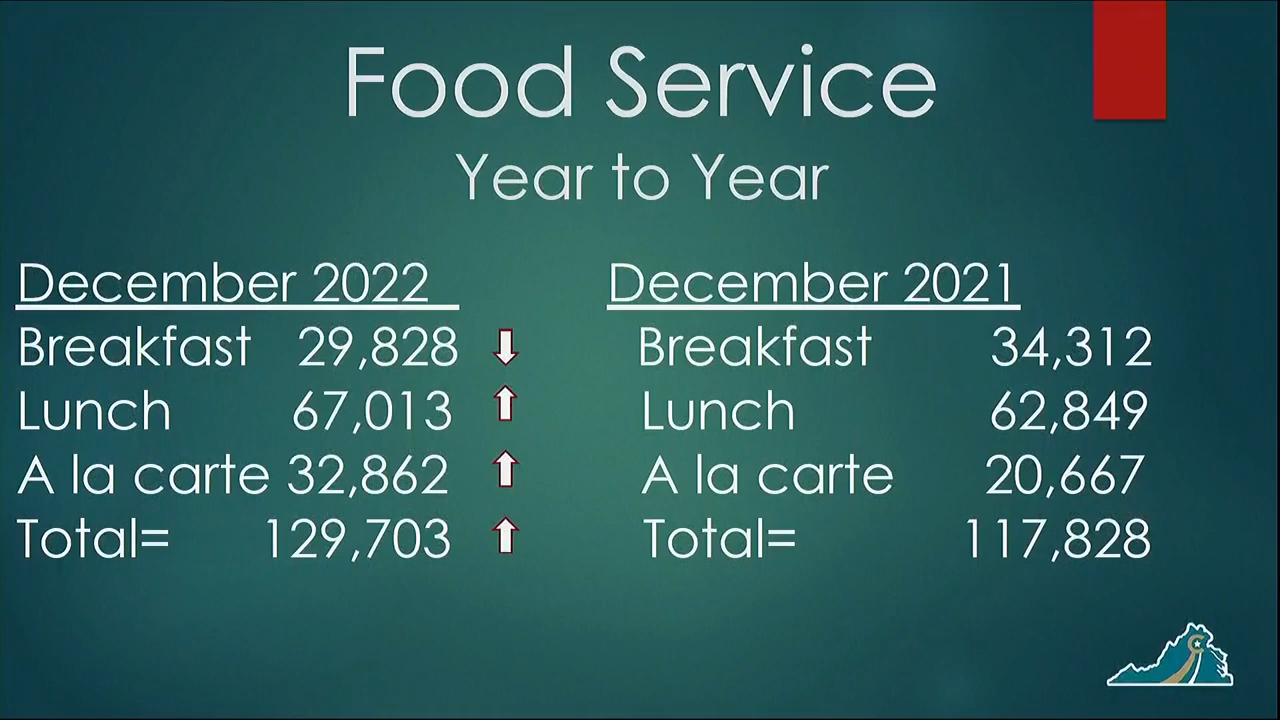 Food Service
Year to Year
December 2022
Breakfast 29,828
Lunch 67,013
A la carte 32,862
Total= 129,703
December 2021
Breakfast 34,312
Lunch 62,849
A la carte 20,667
Total= 117,828